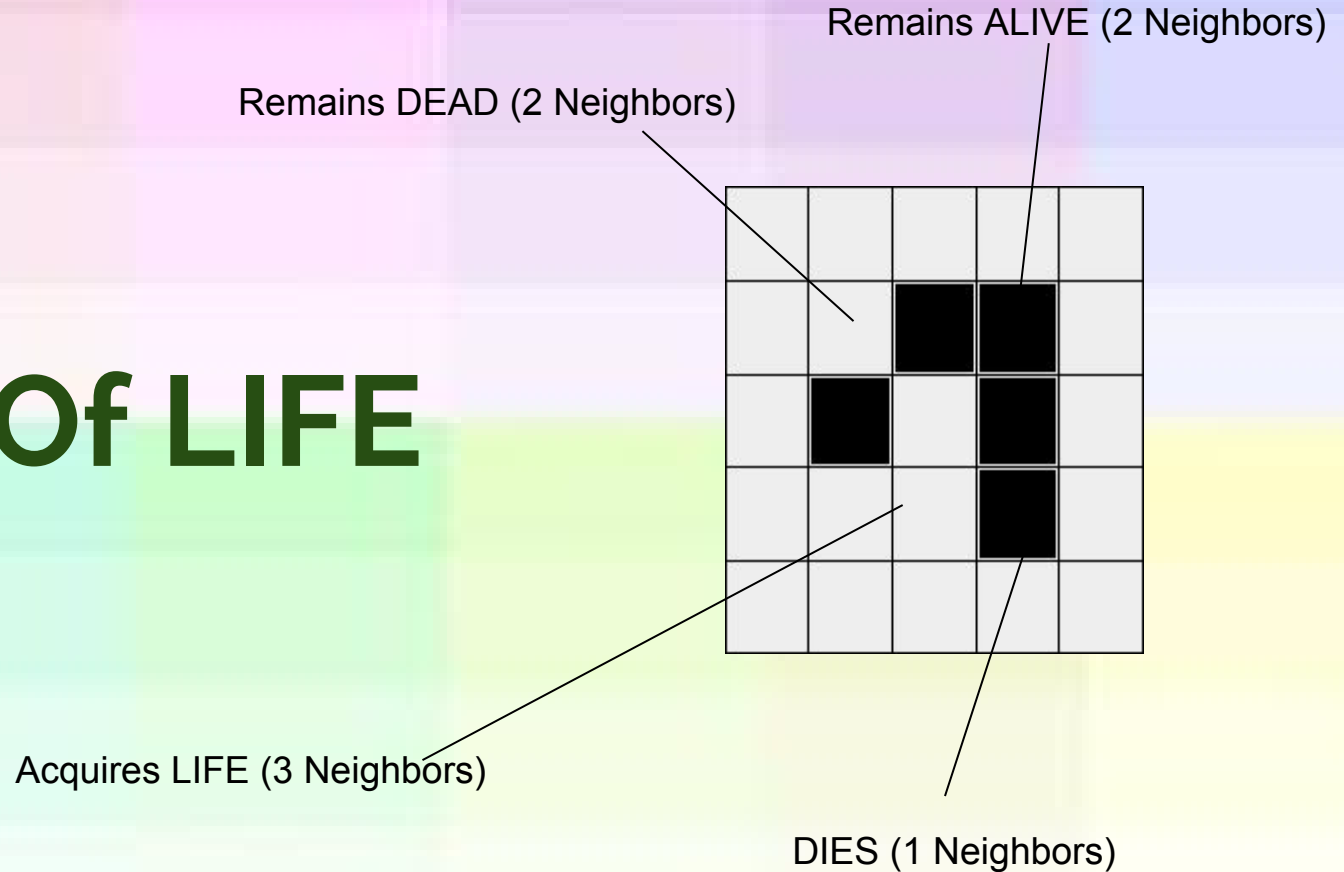 Remains ALIVE (2 Neighbors)
Remains DEAD (2 Neighbors)
Of LIFE
Acquires LIFE (3 Neighbors)
DIES (1 Neighbors)